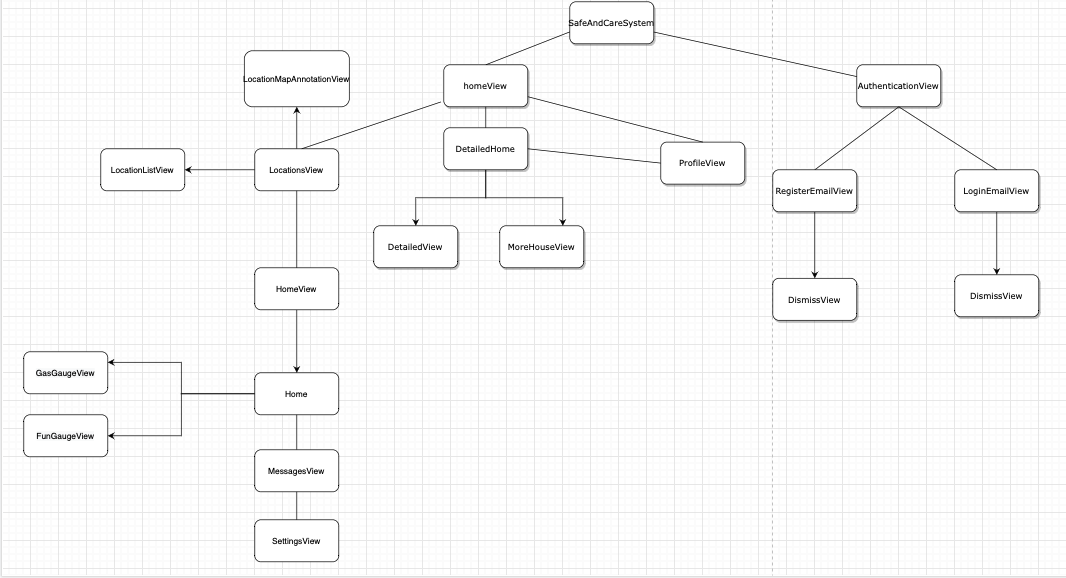 SafeAndCareSystem
LocationMapAnnotationView
homeView
AuthenticationView
DetailedHome
ProfileView
LocationListView
LocationsView
RegisterEmailView
LoginEmailView
DetailedView
MoreHouseView
HomeView
DismissView
DismissView
GasGaugeView
Home
FunGaugeView
MessagesView
SettingsView